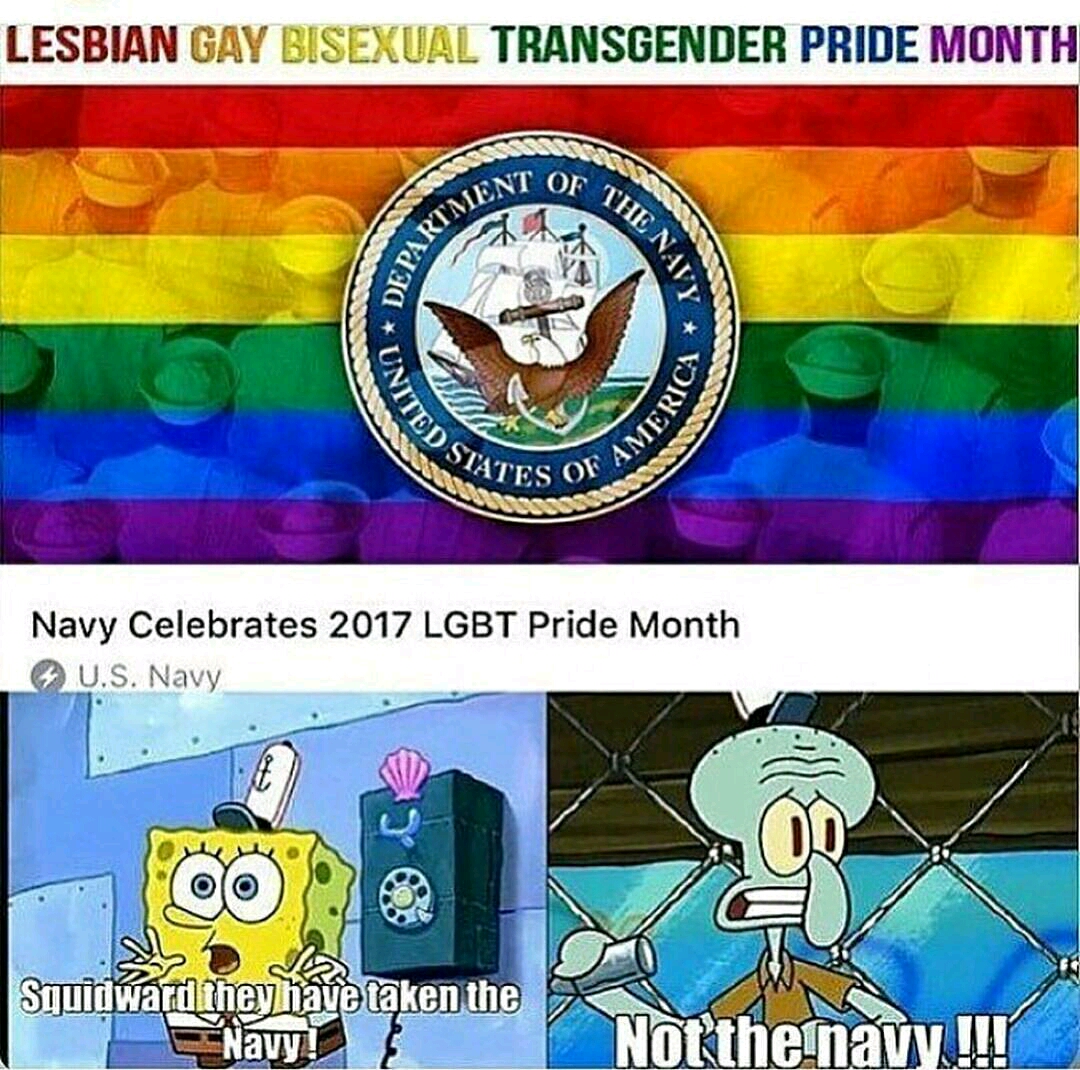 LESBIAN GAY BISEXUAL TRANSGENDER PRIDE MONTH
DEPARTMENT OF THE NAVY
★ UNITED STATES OF AMERICA ★
Navy Celebrates 2017 LGBT Pride Month
U.S. Navy
Squidward they have taken the
Navy!
Not the navy !!!